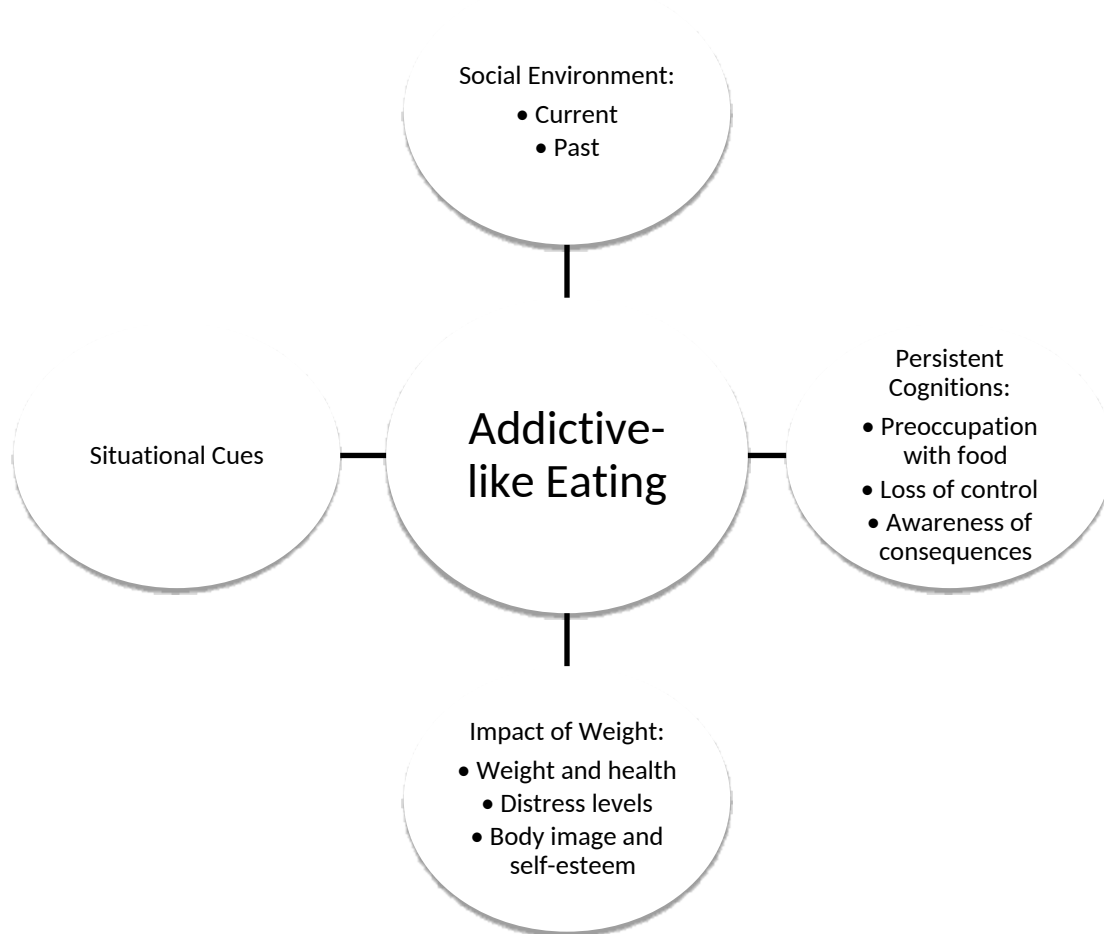 Social Environment:
• Current
• Past
Situational Cues
Addictive-
like Eating
Persistent
Cognitions:
• Preoccupation
with food
• Loss of control
• Awareness of
consequences
Impact of Weight:
• Weight and health
• Distress levels
• Body image and
self-esteem